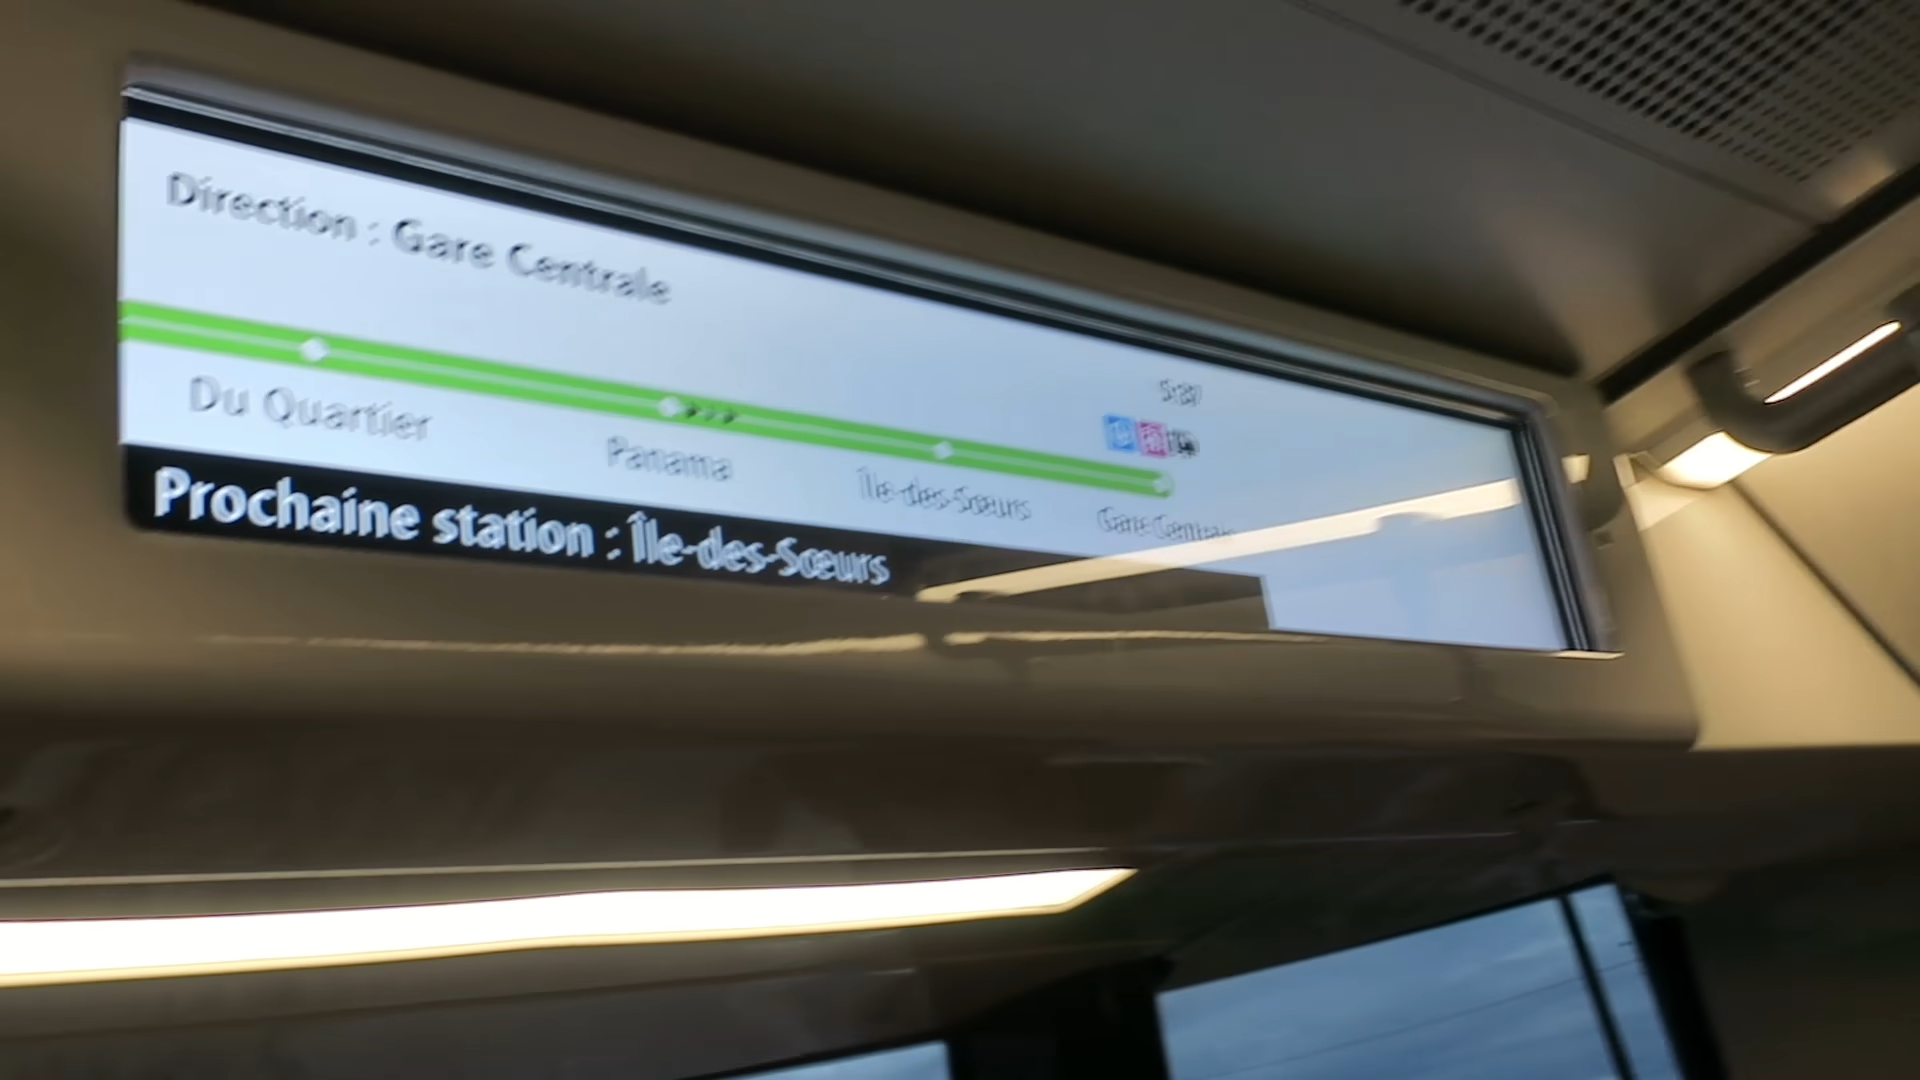 Direction : Gare Centrale
Du Quartier
Panama
Île-des-Sœurs
Gare Centrale
Prochaine station : Île-des-Sœurs